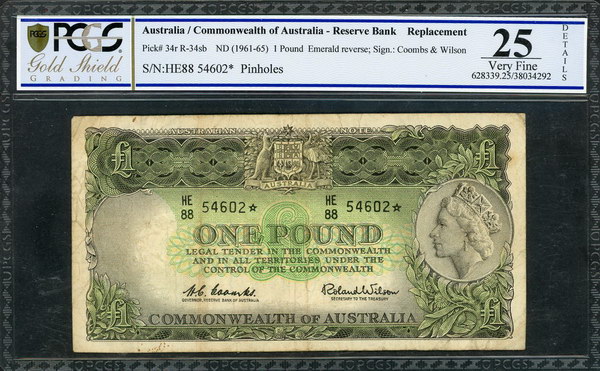 PCGS
Gold Shield
GRADING
Australia / Commonwealth of Australia - Reserve Bank Replacement
Pick# 34r R-34sb ND (1961-65) 1 Pound Emerald reverse; Sign.: Coombs & Wilson
S/N:HE88 54602* Pinholes
25
Very Fine
628339.25/38034292
DETAILS
AUSTRALIAN NOTE
£1 £1
AUSTRALIA
HE
88 54602☆ HE
88 54602☆
ONE POUND
LEGAL TENDER IN THE COMMONWEALTH
AND IN ALL TERRITORIES UNDER THE
CONTROL OF THE COMMONWEALTH
H.C. Coombs Roland Wilson
GOVERNOR, RESERVE BANK OF AUSTRALIA SECRETARY TO THE TREASURY
£1 £1
COMMONWEALTH OF AUSTRALIA